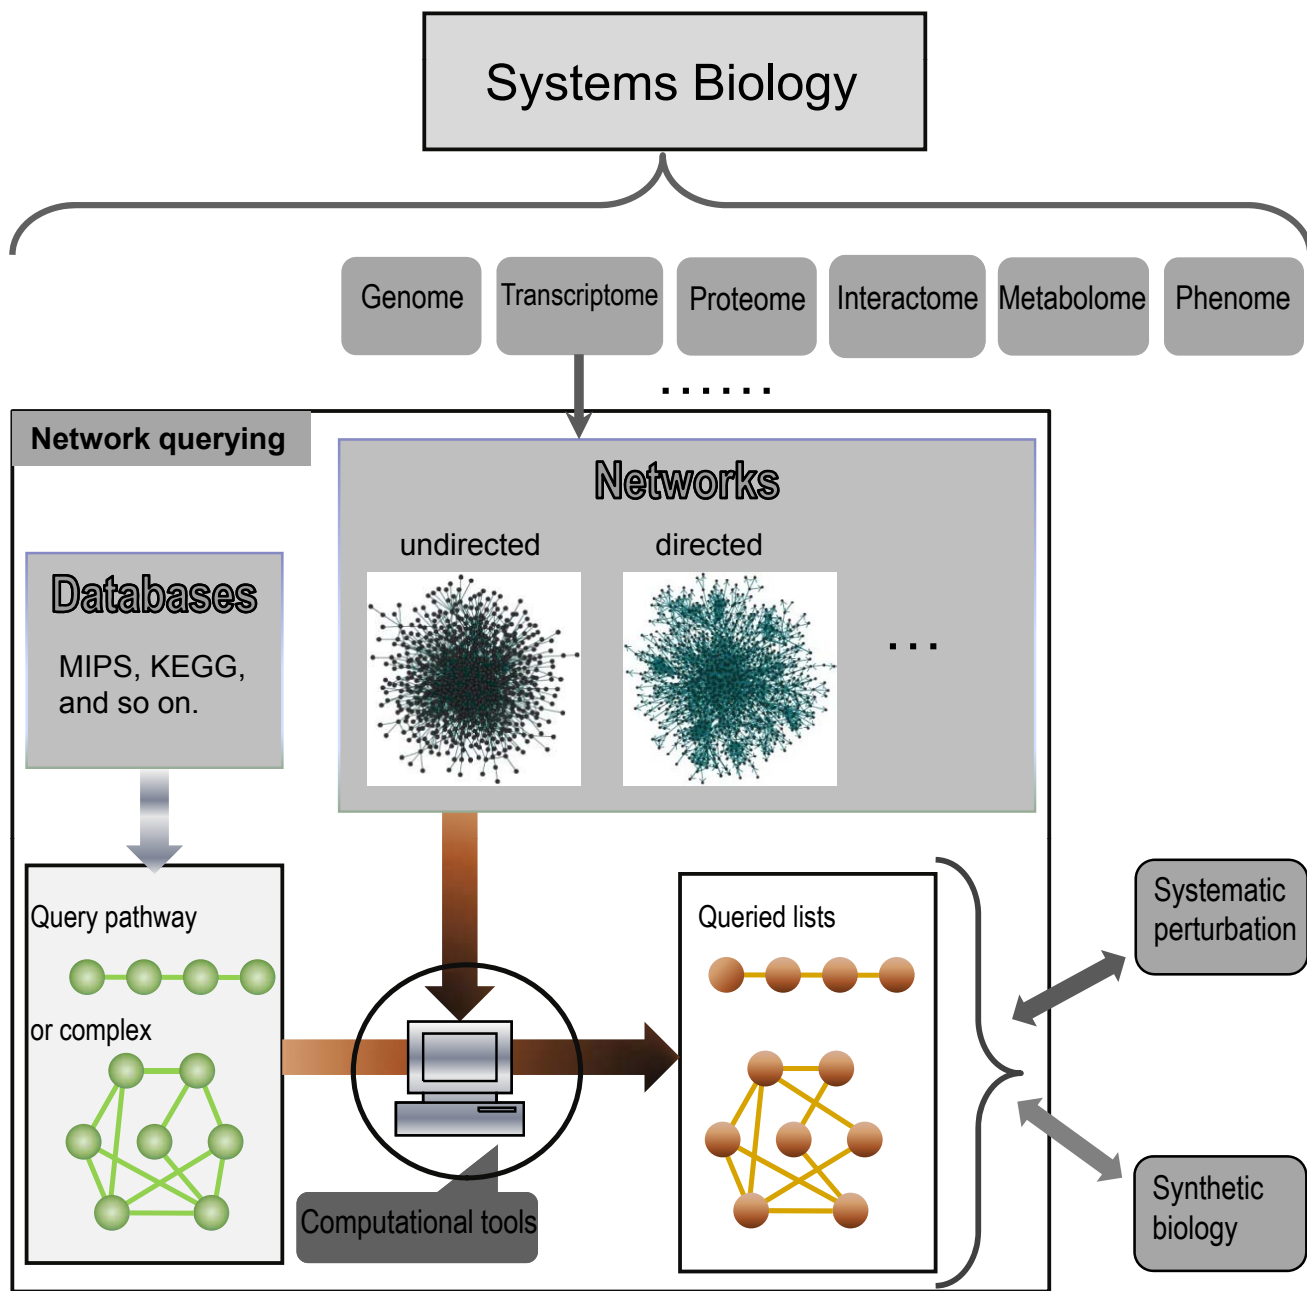 Systems Biology
Genome
Transcriptome
Proteome
Interactome
Metabolome
Phenome
......
Network querying
Networks
undirected
directed
...
Databases
MIPS, KEGG,
and so on.
Query pathway
or complex
Computational tools
Queried lists
Systematic
perturbation
Synthetic
biology